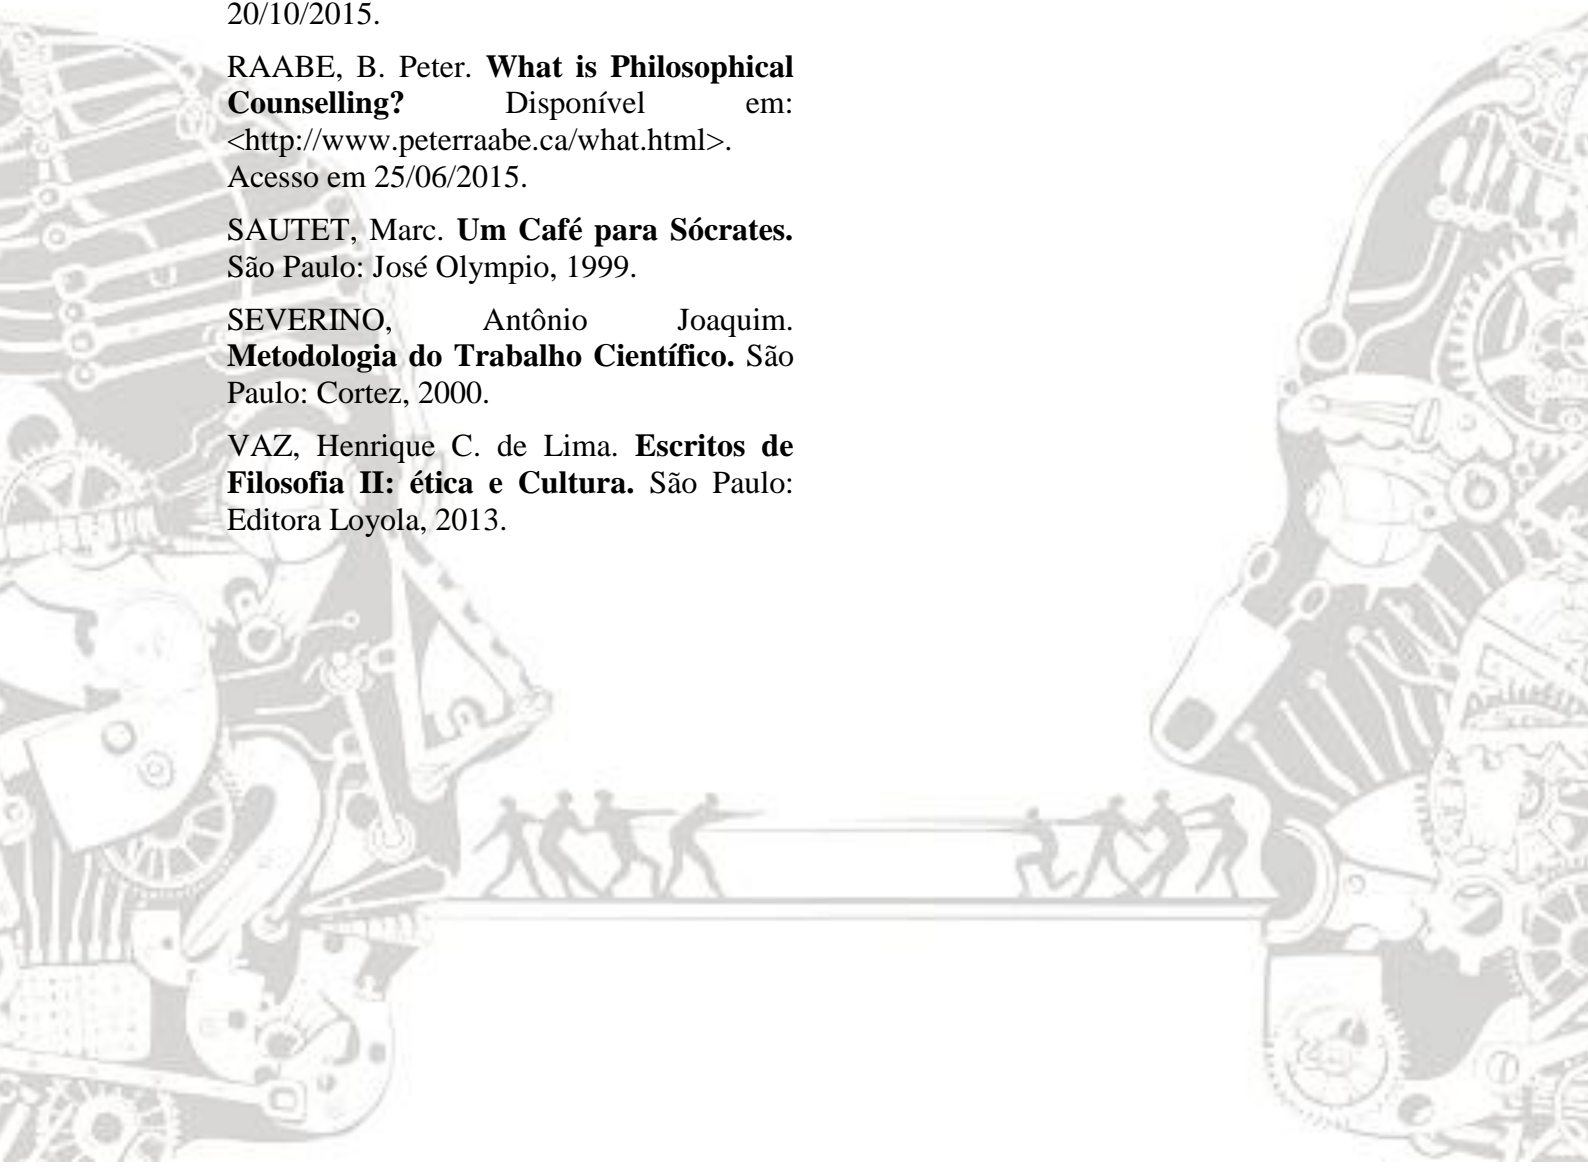 20/10/2015.
RAABE, B. Peter. What is Philosophical
Counselling? Disponível em:
<http://www.peterraabe.ca/what.html>.
Acesso em 25/06/2015.
SAUTET, Marc. Um Café para Sócrates.
São Paulo: José Olympio, 1999.
SEVERINO, Antônio Joaquim.
Metodologia do Trabalho Científico. São
Paulo: Cortez, 2000.
VAZ, Henrique C. de Lima. Escritos de
Filosofia II: ética e Cultura. São Paulo:
Editora Loyola, 2013.